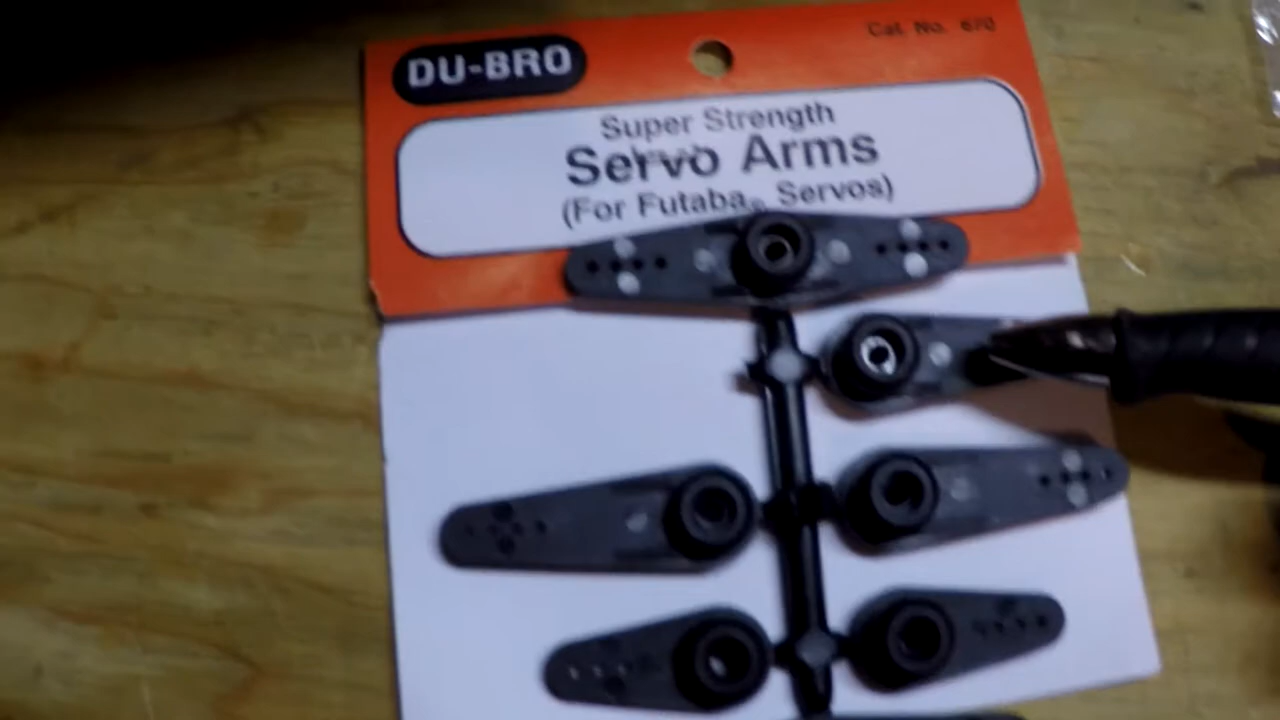 DU-BRO
Cat. No. 670
Super Strength
Servo Arms
(For Futaba® Servos)